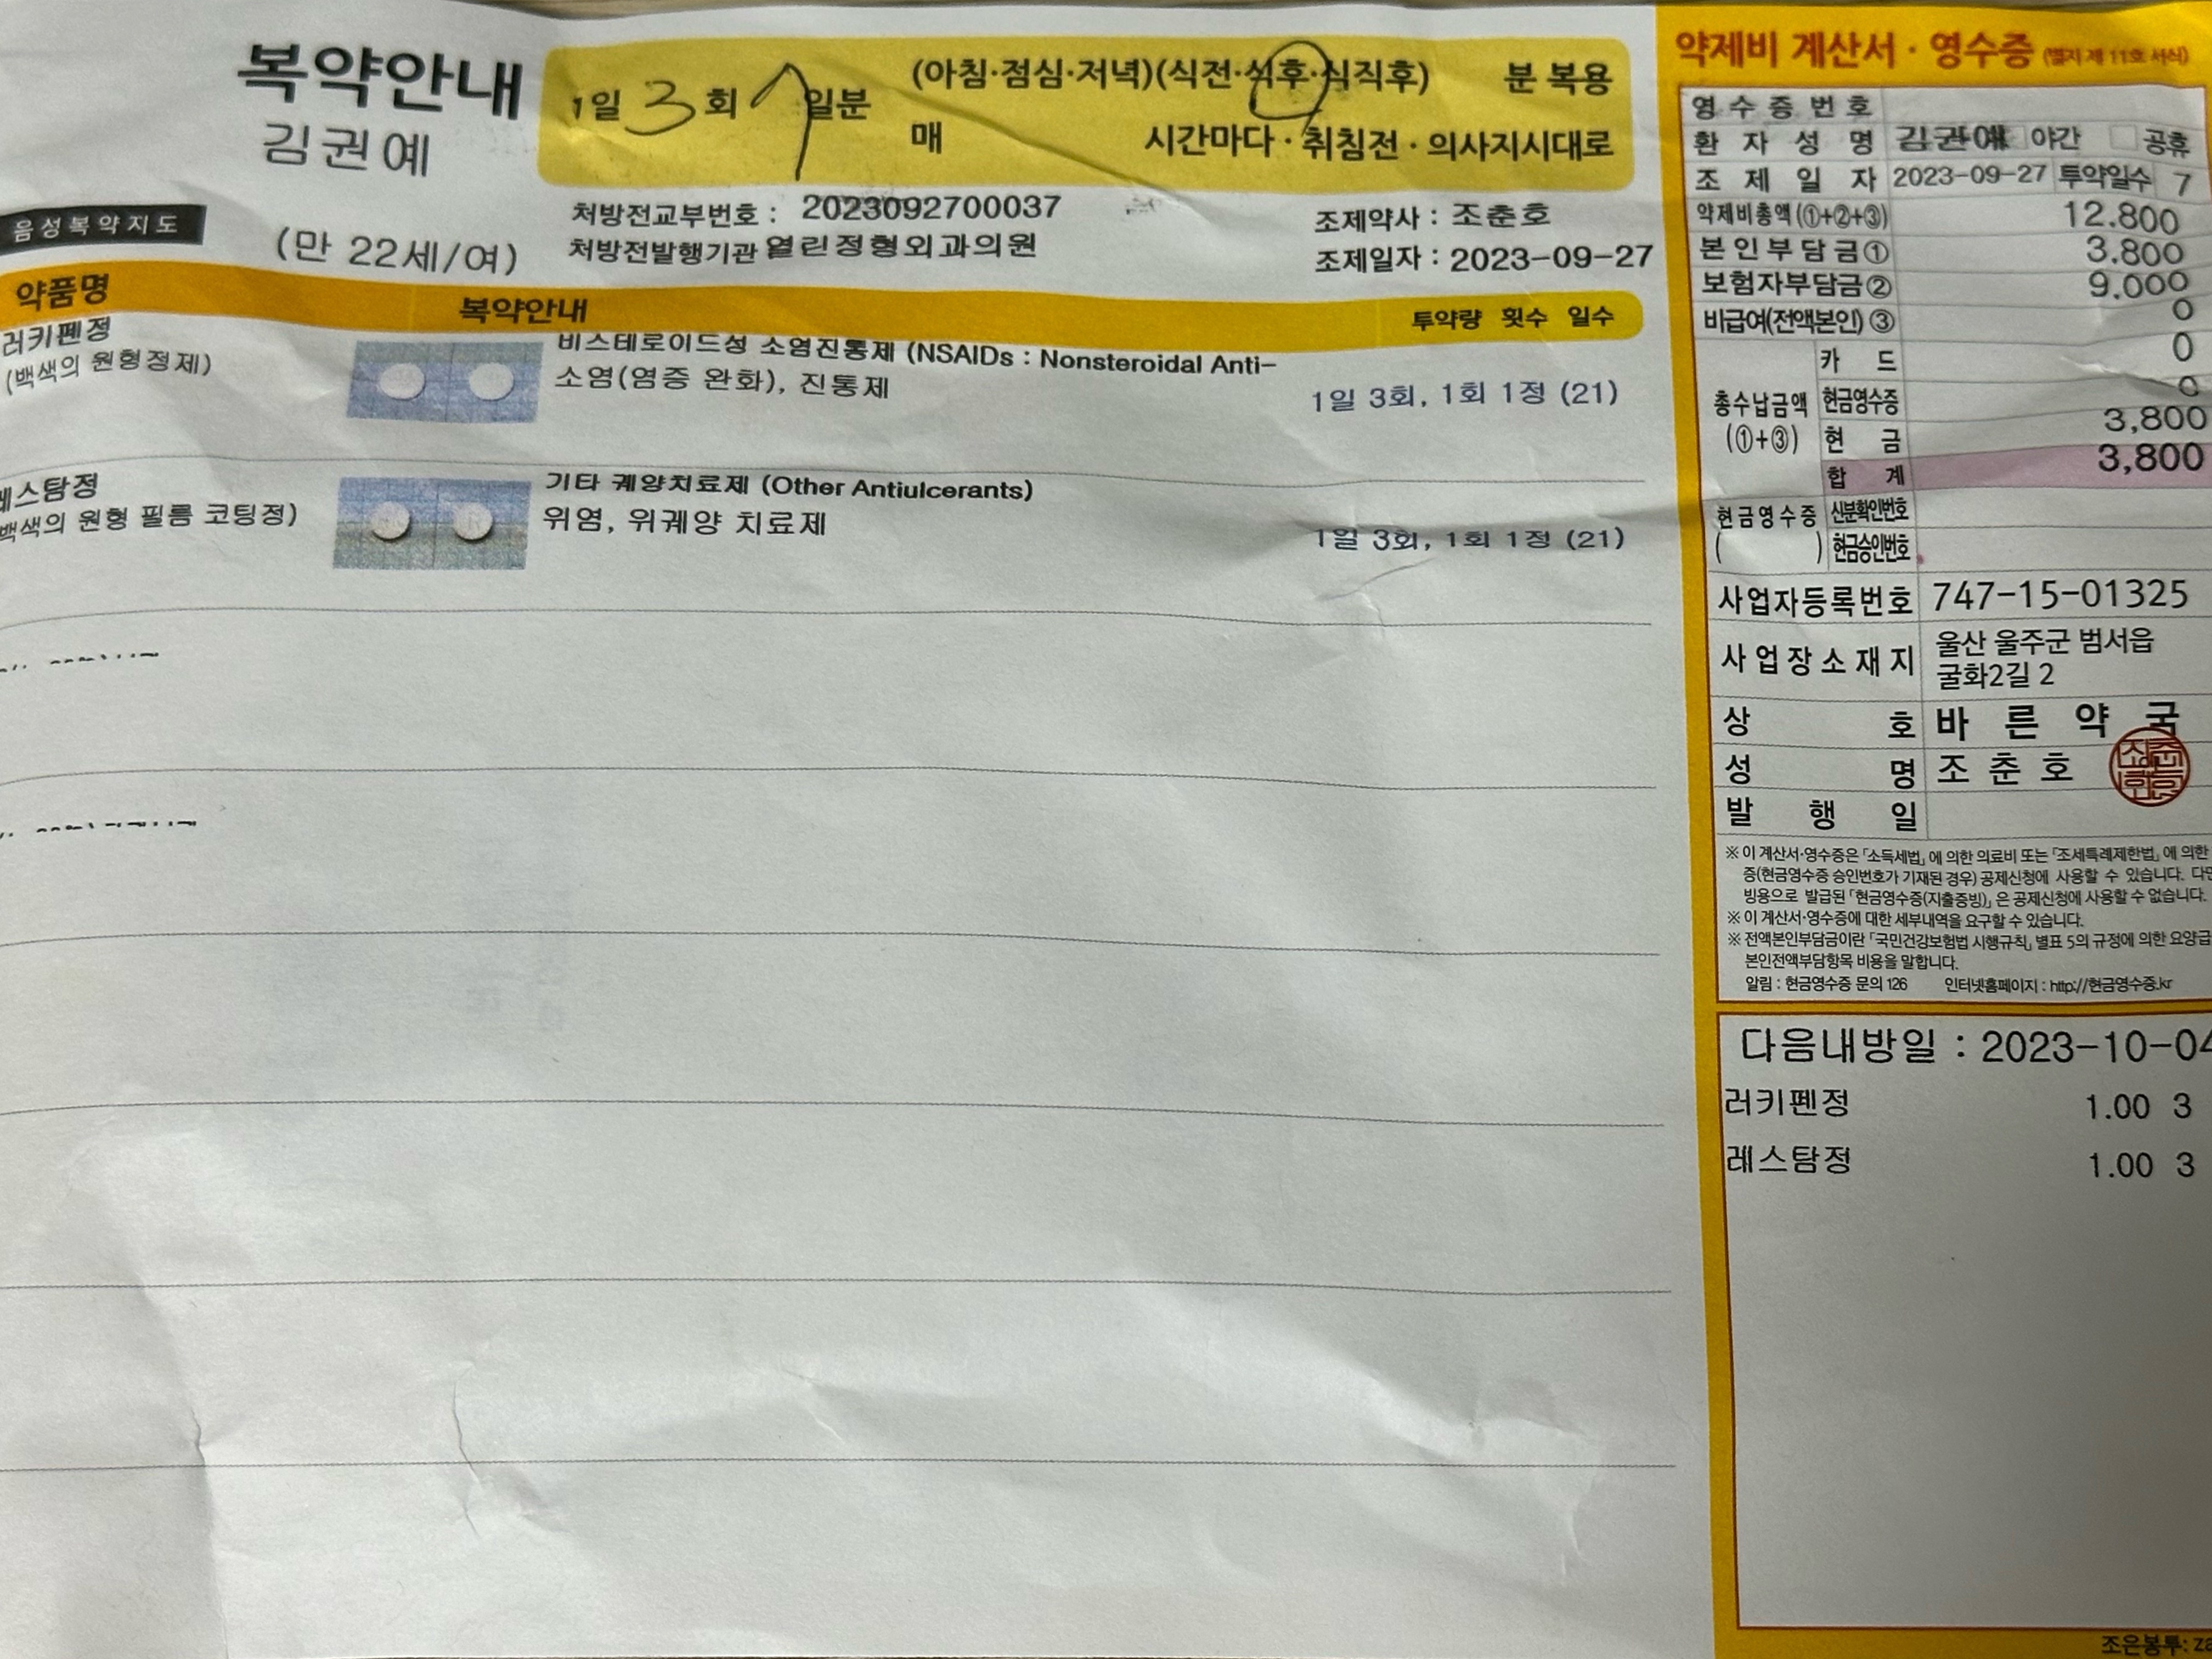 복약안내
김권예
음성복약지도
(만 22세/여)
1일 3회 7일분 (아침·점심·저녁)(식전·식후·식직후) 분 복용
매 시간마다·취침전·의사지시대로
처방전교부번호 : 2023092700037
처방전발행기관 열린정형외과의원
조제약사 : 조춘호
조제일자 : 2023-09-27
약품명 복약안내 투약량 횟수 일수
러키펜정
(백색의 원형정제)
비스테로이드성 소염진통제 (NSAIDs : Nonsteroidal Anti-
소염(염증 완화), 진통제
1일 3회, 1회 1정 (21)
레스탐정
백색의 원형 필름 코팅정)
기타 궤양치료제 (Other Antiulcerants)
위염, 위궤양 치료제
1일 3회, 1회 1정 (21)
약제비 계산서·영수증 (별지 제 11호 서식)
영수증번호
환자성명 김권예 야간 공휴
조제일자 2023-09-27 투약일수 7
약제비총액(①+②+③) 12.800
본인부담금① 3.800
보험자부담금② 9.000
비급여(전액본인)③ 0
총수납금액
(①+③)
카드 0
현금영수증 0
현금 3,800
합계 3,800
현금영수증
( )
신분확인번호
현금승인번호
사업자등록번호 747-15-01325
사업장소재지 울산 울주군 범서읍
굴화2길 2
상호 바른약국
성명 조춘호
발행일
※ 이 계산서·영수증은 「소득세법」에 의한 의료비 또는 「조세특례제한법」에 의한
증(현금영수증 승인번호가 기재된 경우) 공제신청에 사용할 수 있습니다. 다만
빙용으로 발급된 「현금영수증(지출증빙)」은 공제신청에 사용할 수 없습니다.
※ 이 계산서·영수증에 대한 세부내역을 요구할 수 있습니다.
※ 전액본인부담금이란 「국민건강보험법 시행규칙」 별표 5의 규정에 의한 요양급
본인전액부담항목 비용을 말합니다.
알림 : 현금영수증 문의 126 인터넷홈페이지 : http://현금영수증.kr
다음내방일 : 2023-10-04
러키펜정 1.00 3
레스탐정 1.00 3
조은봉투: za